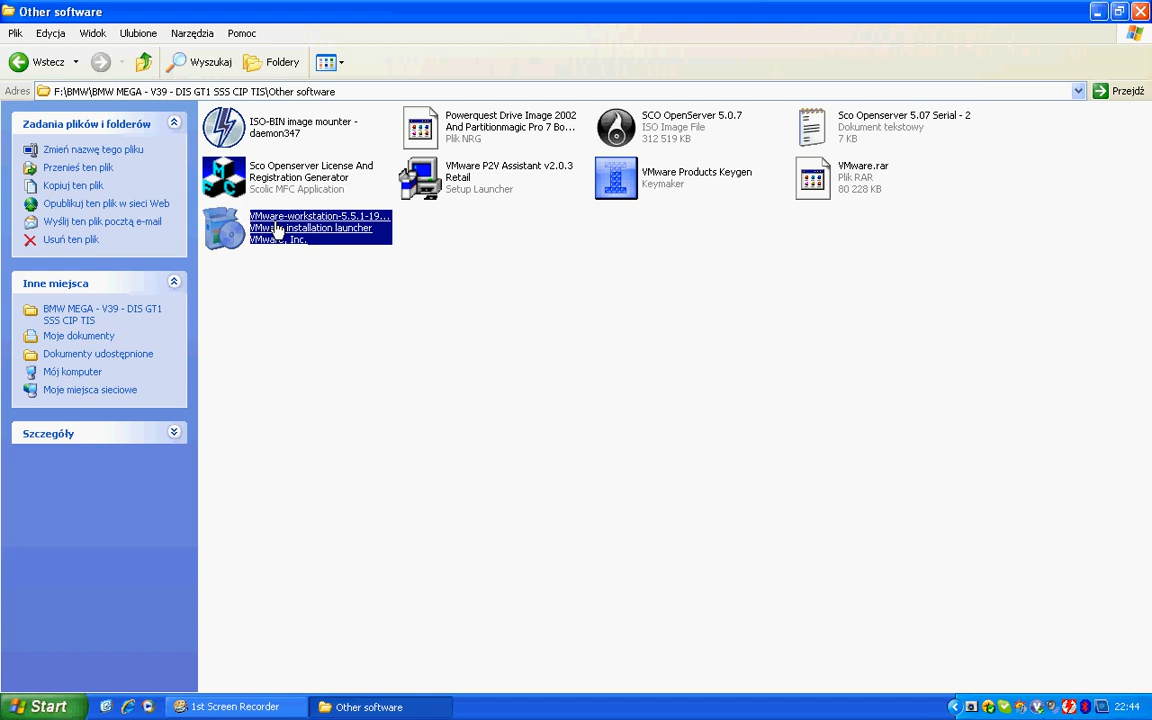 Other software
Plik Edycja Widok Ulubione Narzędzia Pomoc
Wstecz Wyszukaj Foldery
Adres F:\BMW\BMW MEGA - V39 - DIS GT1 SSS CIP TIS\Other software Przejdź
Zadania plików i folderów
Zmień nazwę tego pliku
Przenieś ten plik
Kopiuj ten plik
Opublikuj ten plik w sieci Web
Wyślij ten plik pocztą e-mail
Usuń ten plik
Inne miejsca
BMW MEGA - V39 - DIS GT1
SSS CIP TIS
Moje dokumenty
Dokumenty udostępnione
Mój komputer
Moje miejsca sieciowe
Szczegóły
ISO-BIN image mounter -
daemon347
Powerquest Drive Image 2002
And Partitionmagic Pro 7 Bo...
Plik NRG
SCO OpenServer 5.0.7
ISO Image File
312 519 KB
Sco Openserver 5.07 Serial - 2
Dokument tekstowy
7 KB
Sco Openserver License And
Registration Generator
Scolic MFC Application
VMware P2V Assistant v2.0.3
Retail
Setup Launcher
VMware Products Keygen
Keymaker
VMware.rar
Plik RAR
80 228 KB
VMware-workstation-5.5.1-19...
VMware installation launcher
VMware, Inc.
Start 1st Screen Recorder Other software 22:44